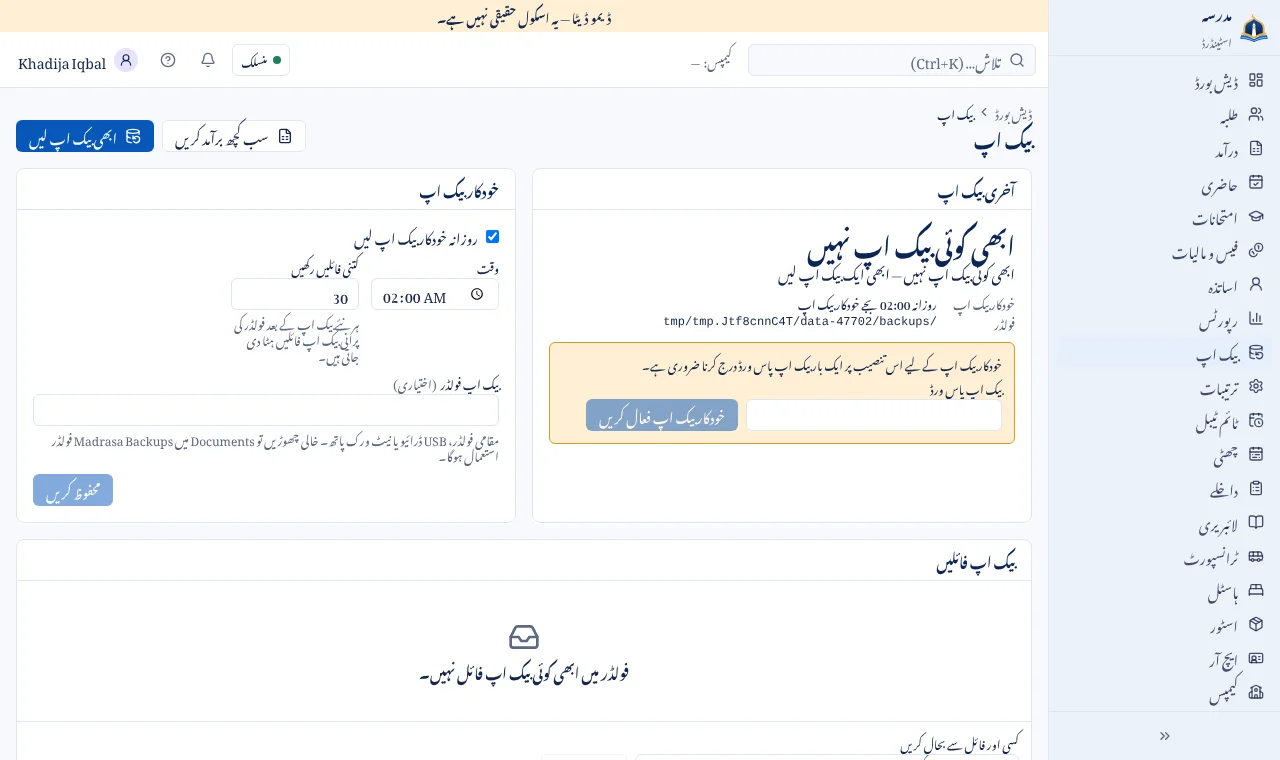 ڈیمو ڈیٹا — یہ اسکول حقیقی نہیں ہے۔
مدرسہ
اسٹینڈرڈ
ڈیش بورڈ
طلبہ
درآمد
حاضری
امتحانات
فیس و مالیات
اساتذہ
رپورٹس
بیک اپ
ترتیبات
ٹائم ٹیبل
چھٹی
داخلے
لائبریری
ٹرانسپورٹ
ہاسٹل
اسٹور
ایچ آر
کیمپس
تلاش... (Ctrl+K)
کیمپس: —
منسلک
Khadija Iqbal
ڈیش بورڈ › بیک اپ
بیک اپ
سب کچھ برآمد کریں
ابھی بیک اپ لیں
آخری بیک اپ
ابھی کوئی بیک اپ نہیں
ابھی کوئی بیک اپ نہیں — ابھی ایک بیک اپ لیں
خودکار بیک اپ روزانہ 02:00 بجے خودکار بیک اپ
فولڈر tmp/tmp.Jtf8cnnC4T/data-47702/backups/
خودکار بیک اپ کے لیے اس تنصیب پر ایک بار بیک اپ پاس ورڈ درج کرنا ضروری ہے۔
بیک اپ پاس ورڈ
خودکار بیک اپ فعال کریں
خودکار بیک اپ
روزانہ خودکار بیک اپ لیں
وقت
02:00 AM
کتنی فائلیں رکھیں
30
ہر نئے بیک اپ کے بعد فولڈر کی
پرانی بیک اپ فائلیں ہٹا دی
جاتی ہیں۔
بیک اپ فولڈر (اختیاری)
مقامی فولڈر، USB ڈرائیو یا نیٹ ورک پاتھ۔ خالی چھوڑیں تو Documents میں Madrasa Backups فولڈر
استعمال ہوگا۔
محفوظ کریں
بیک اپ فائلیں
فولڈر میں ابھی کوئی بیک اپ فائل نہیں۔
کسی اور فائل سے بحال کریں